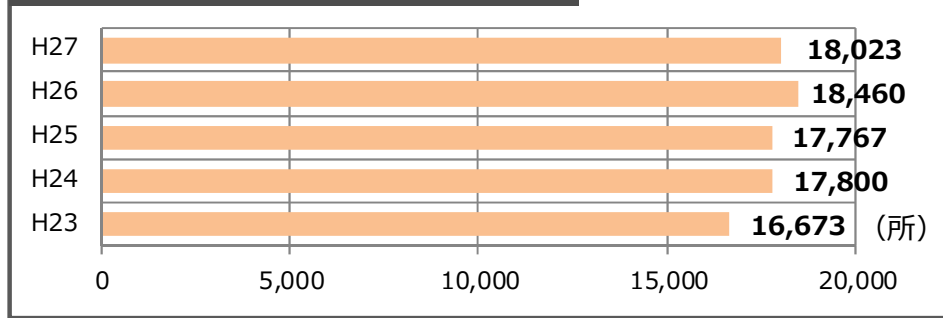 H27 18,023
H26 18,460
H25 17,767
H24 17,800
H23 16,673 (所)
0 5,000 10,000 15,000 20,000